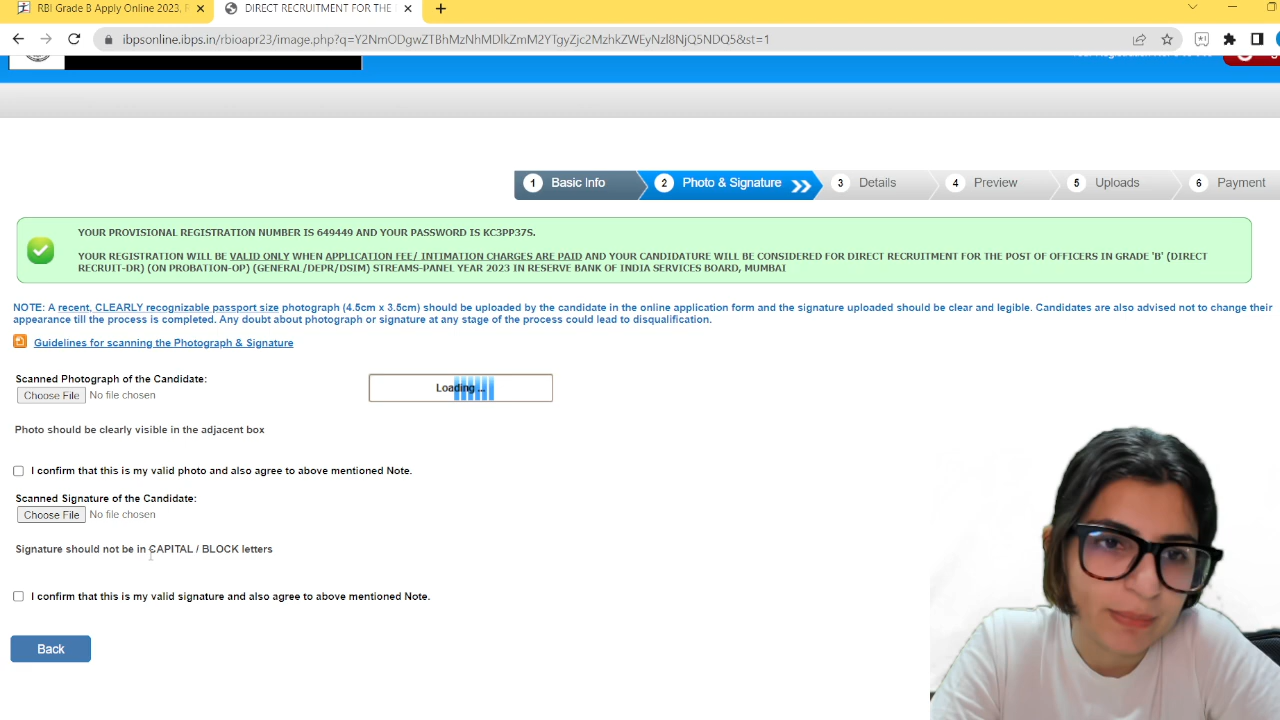 RBI Grade B Apply Online 2023, R
DIRECT RECRUITMENT FOR THE
ibpsonline.ibps.in/rbioapr23/image.php?q=Y2NmODgwZTBhMzNhMDlkZmM2YTgyZjc2MzhkZWEyNzl8NjQ5NDQ5&st=1
1 Basic Info 2 Photo & Signature 3 Details 4 Preview 5 Uploads 6 Payment
YOUR PROVISIONAL REGISTRATION NUMBER IS 649449 AND YOUR PASSWORD IS KC3PP37S.
YOUR REGISTRATION WILL BE VALID ONLY WHEN APPLICATION FEE/ INTIMATION CHARGES ARE PAID AND YOUR CANDIDATURE WILL BE CONSIDERED FOR DIRECT RECRUITMENT FOR THE POST OF OFFICERS IN GRADE 'B' (DIRECT
RECRUIT-DR) (ON PROBATION-OP) (GENERAL/DEPR/DSIM) STREAMS-PANEL YEAR 2023 IN RESERVE BANK OF INDIA SERVICES BOARD, MUMBAI
NOTE: A recent, CLEARLY recognizable passport size photograph (4.5cm x 3.5cm) should be uploaded by the candidate in the online application form and the signature uploaded should be clear and legible. Candidates are also advised not to change their
appearance till the process is completed. Any doubt about photograph or signature at any stage of the process could lead to disqualification.
Guidelines for scanning the Photograph & Signature
Scanned Photograph of the Candidate:
Choose File No file chosen
Loading ...
Photo should be clearly visible in the adjacent box
I confirm that this is my valid photo and also agree to above mentioned Note.
Scanned Signature of the Candidate:
Choose File No file chosen
Signature should not be in CAPITAL / BLOCK letters
I confirm that this is my valid signature and also agree to above mentioned Note.
Back